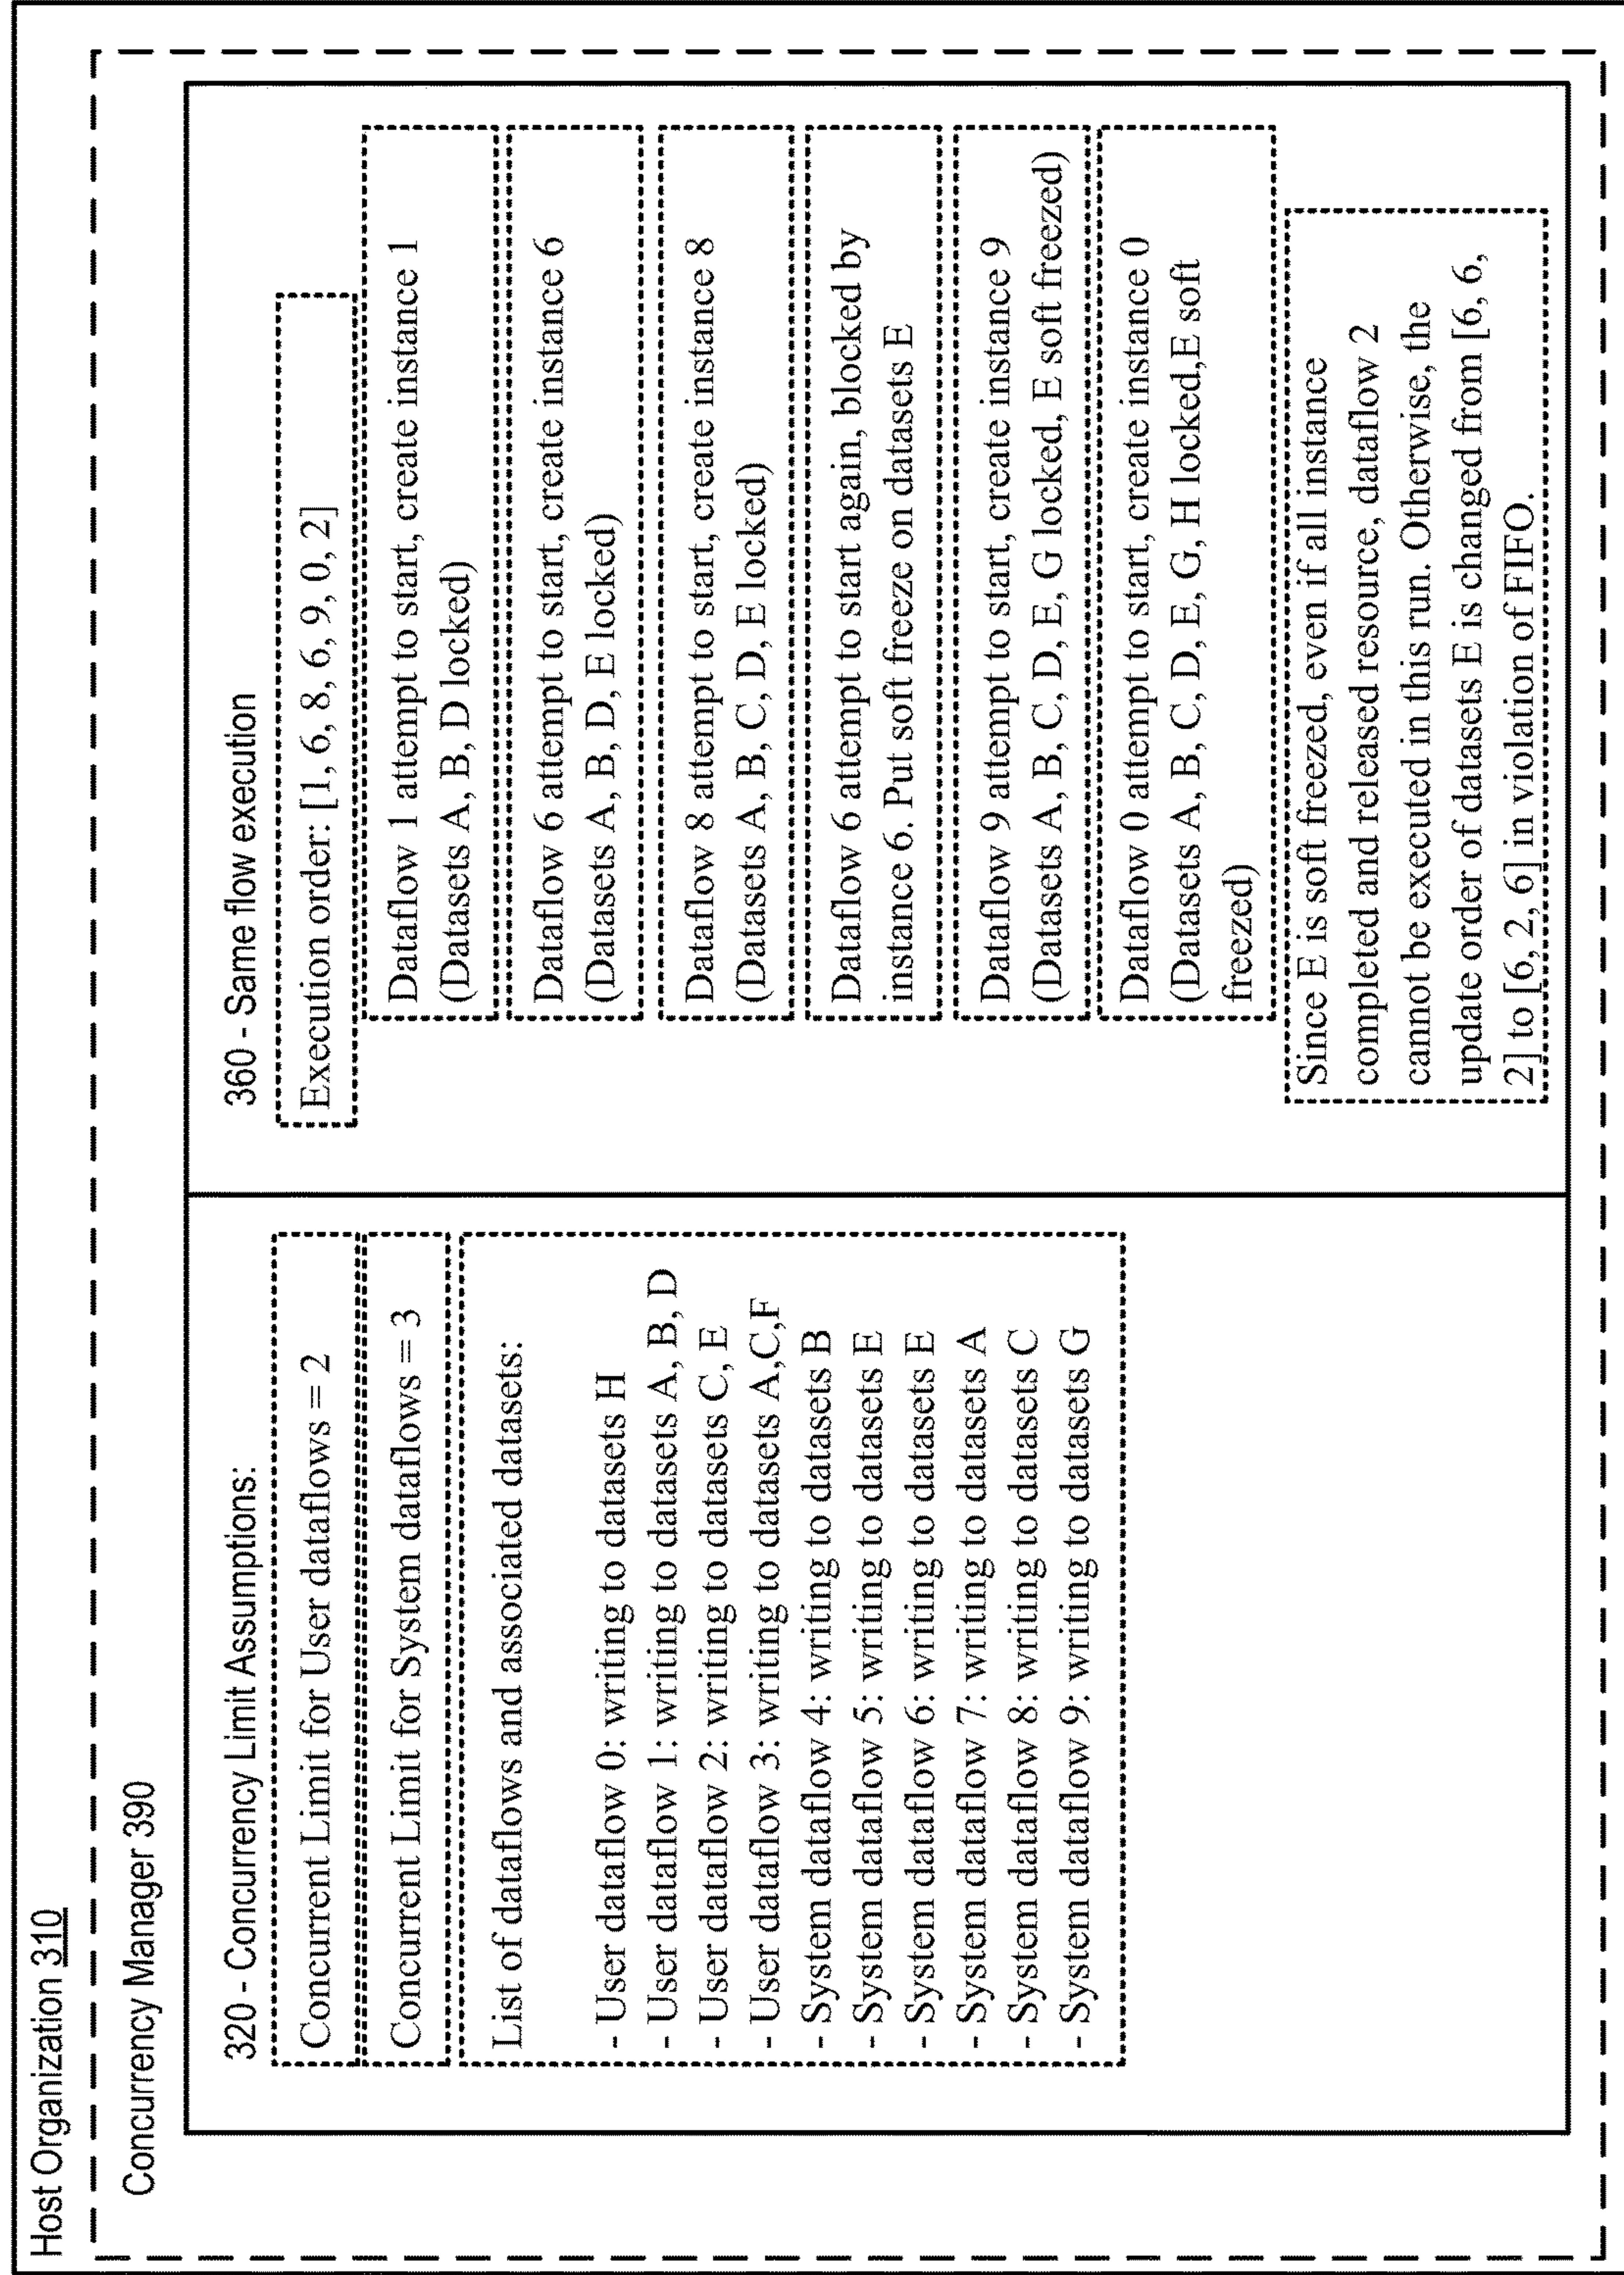 Host Organization 310
Concurrency Manager 390
320 - Concurrency Limit Assumptions:
Concurrent Limit for User dataflows = 2
Concurrent Limit for System dataflows = 3
List of dataflows and associated datasets:
- User dataflow 0: writing to datasets H
- User dataflow 1: writing to datasets A, B, D
- User dataflow 2: writing to datasets C, E
- User dataflow 3: writing to datasets A,C,F
- System dataflow 4: writing to datasets B
- System dataflow 5: writing to datasets E
- System dataflow 6: writing to datasets E
- System dataflow 7: writing to datasets A
- System dataflow 8: writing to datasets C
- System dataflow 9: writing to datasets G
360 - Same flow execution
Execution order: [1, 6, 8, 6, 9, 0, 2]
Dataflow 1 attempt to start, create instance 1
(Datasets A, B, D locked)
Dataflow 6 attempt to start, create instance 6
(Datasets A, B, D, E locked)
Dataflow 8 attempt to start, create instance 8
(Datasets A, B, C, D, E locked)
Dataflow 6 attempt to start again, blocked by
instance 6. Put soft freeze on datasets E
Dataflow 9 attempt to start, create instance 9
(Datasets A, B, C, D, E, G locked, E soft freezed)
Dataflow 0 attempt to start, create instance 0
(Datasets A, B, C, D, E, G, H locked,E soft
freezed)
Since E is soft freezed, even if all instance
completed and released resource, dataflow 2
cannot be executed in this run. Otherwise, the
update order of datasets E is changed from [6, 6,
2] to [6, 2, 6] in violation of FIFO.